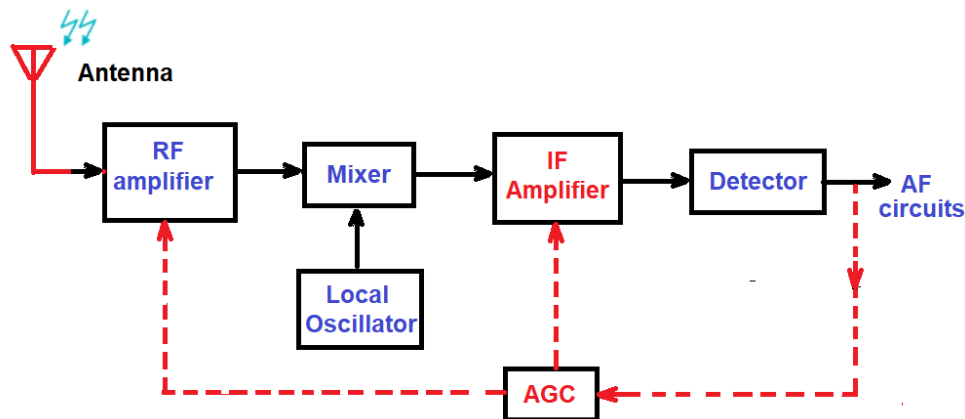 Antenna
RF
amplifier
Mixer
IF
Amplifier
Detector
AF
circuits
Local
Oscillator
AGC